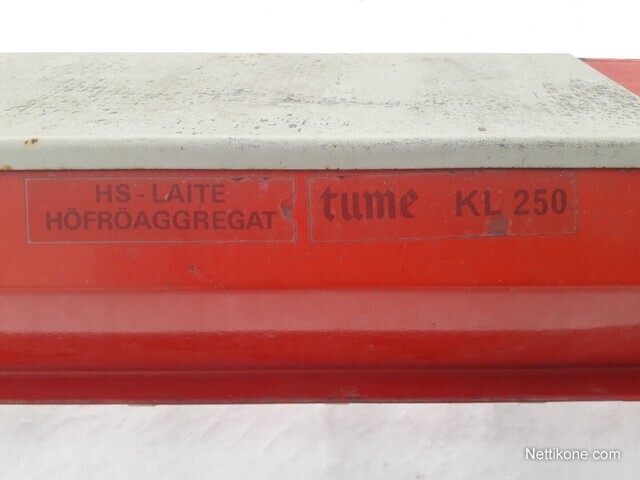 HS - LAITE
HÖFRÖAGGREGAT
tume KL 250
Nettikone.com